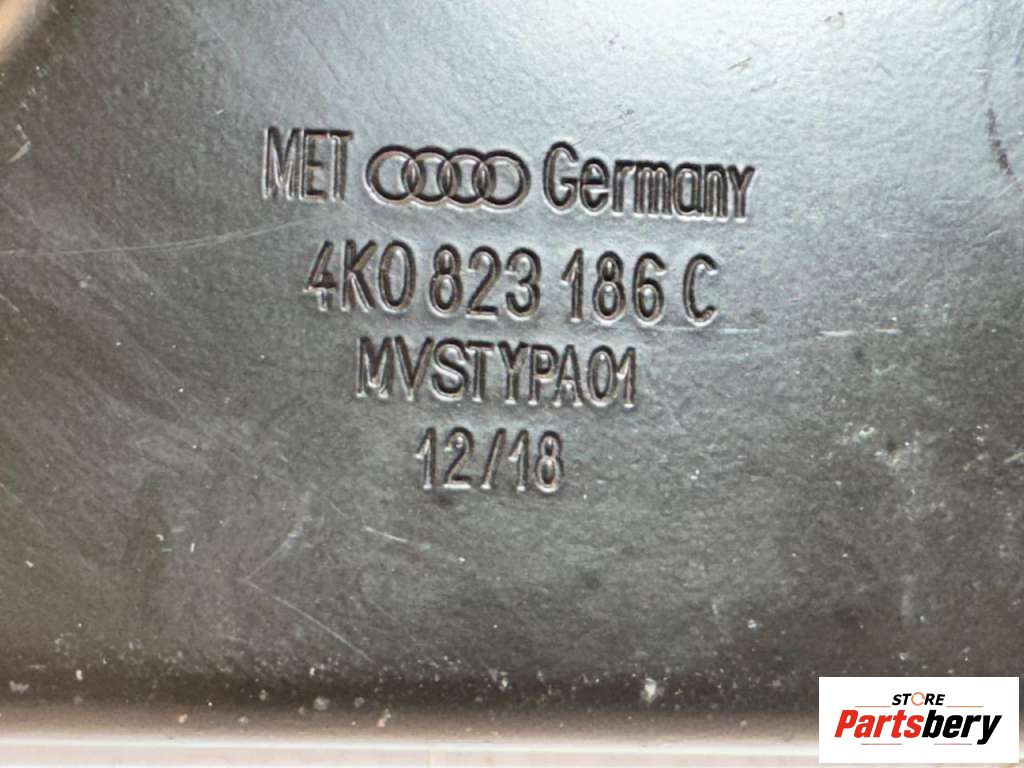 MET Germany
4K0 823 186 C
MVSTYPA01
12/18
STORE
Partsbery